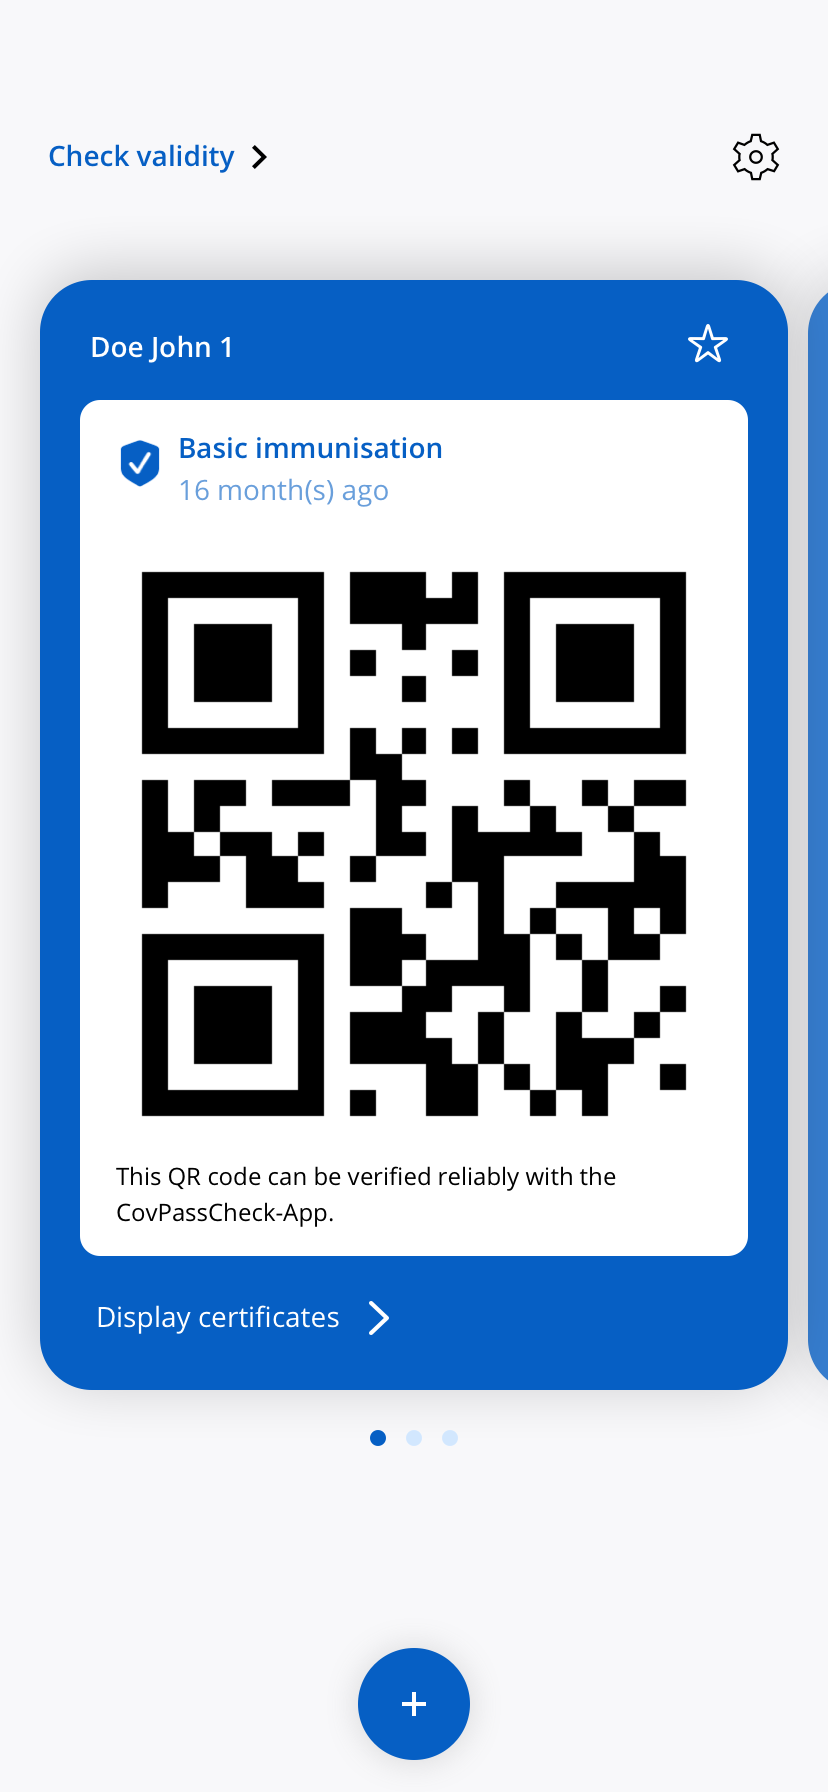 Check validity
Doe John 1
Basic immunisation
16 month(s) ago
This QR code can be verified reliably with the
CovPassCheck-App.
Display certificates